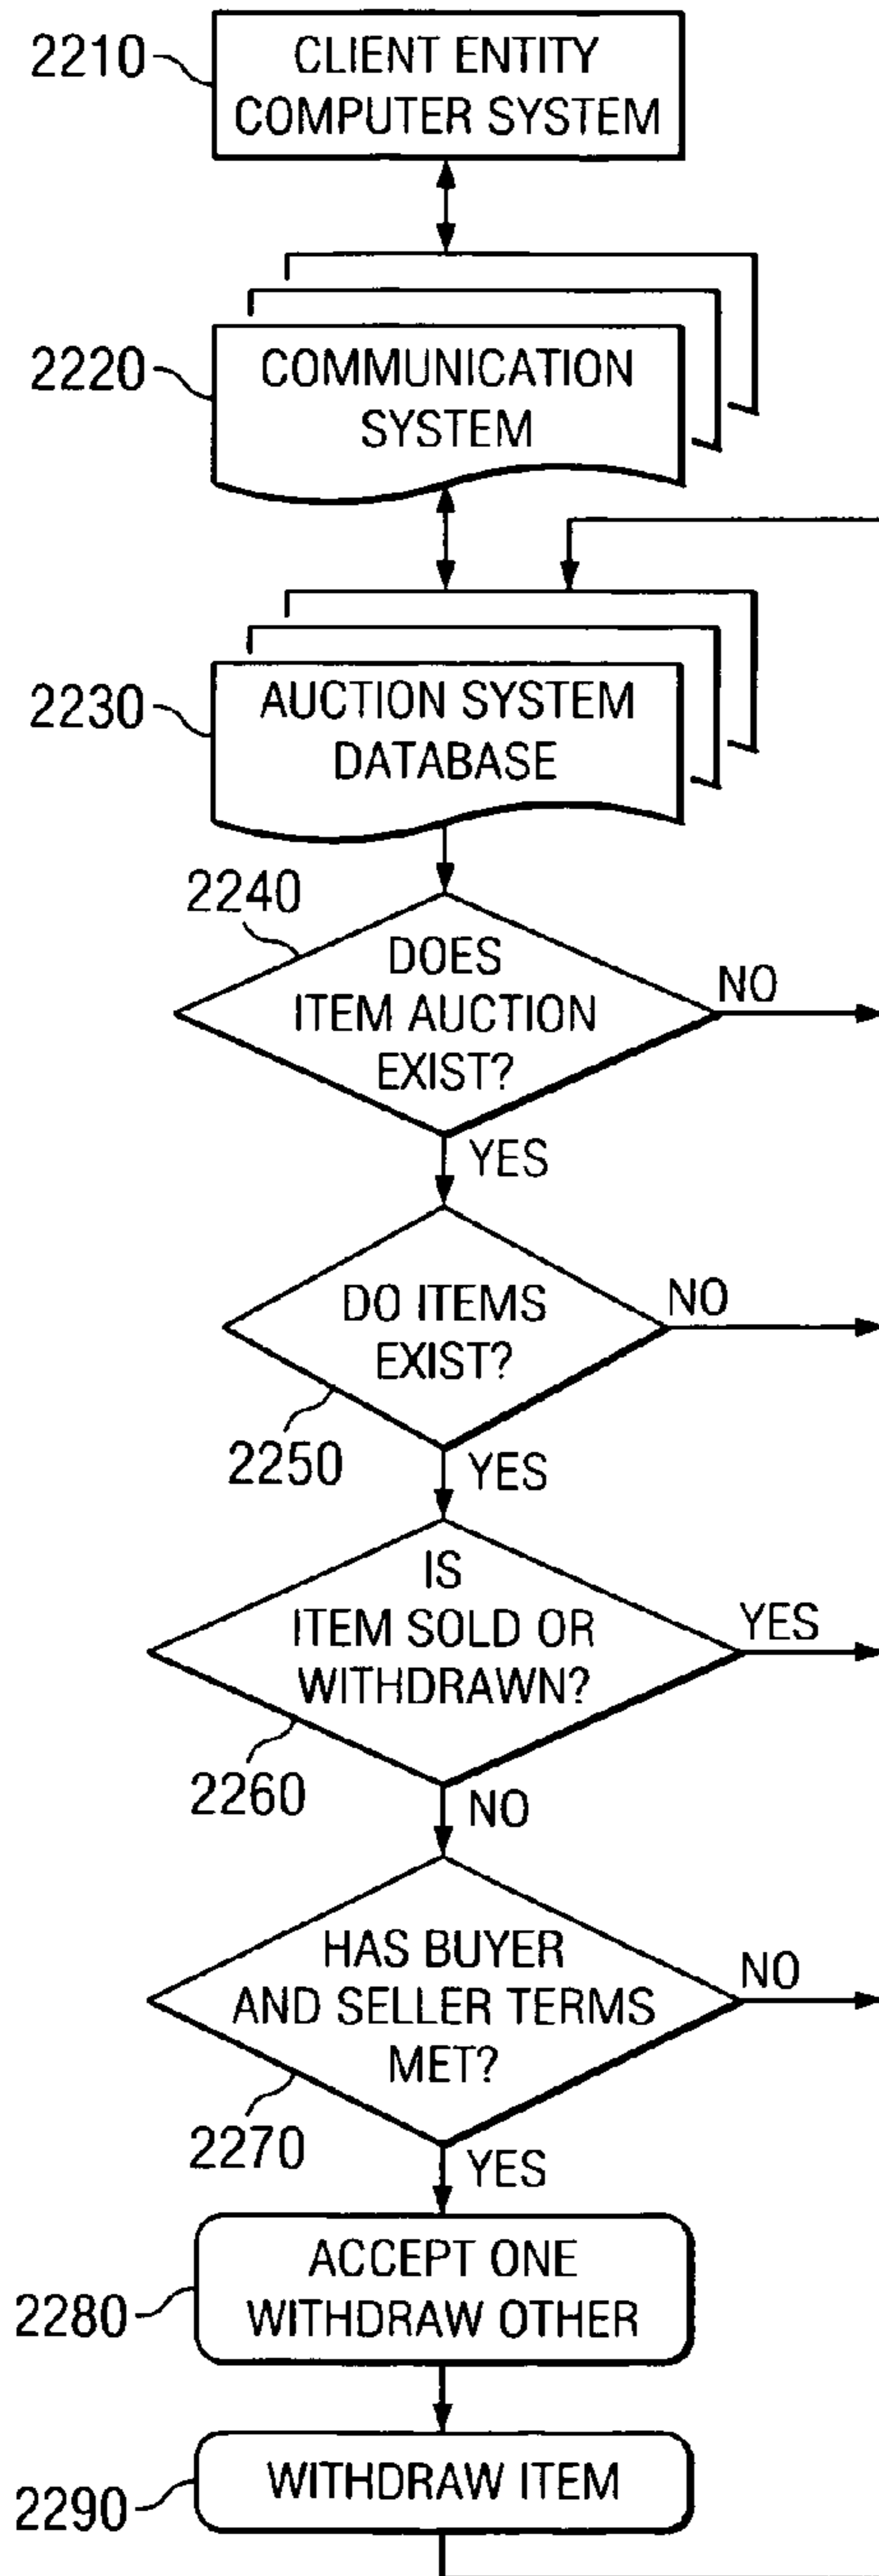 2210
CLIENT ENTITY
COMPUTER SYSTEM
2220
COMMUNICATION
SYSTEM
2230
AUCTION SYSTEM
DATABASE
2240
DOES
ITEM AUCTION
EXIST?
NO
YES
DO ITEMS
EXIST?
NO
2250
YES
IS
ITEM SOLD OR
WITHDRAWN?
YES
2260
NO
HAS BUYER
AND SELLER TERMS
MET?
NO
2270
YES
ACCEPT ONE
WITHDRAW OTHER
2280
WITHDRAW ITEM
2290